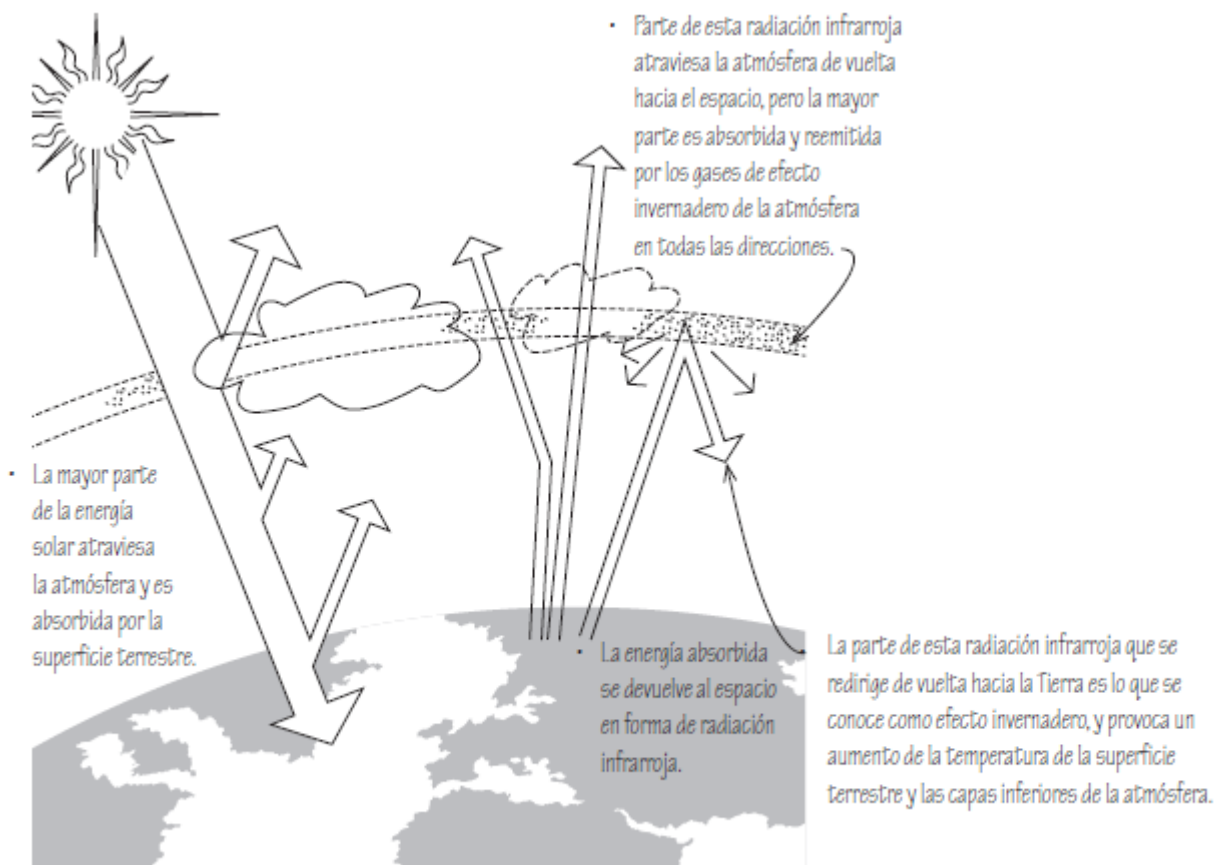 • La mayor parte
de la energía
solar atraviesa
la atmósfera y es
absorbida por la
superficie terrestre.
• La energía absorbida
se devuelve al espacio
en forma de radiación
infrarroja.
• Parte de esta radiación infrarroja
atraviesa la atmósfera de vuelta
hacia el espacio, pero la mayor
parte es absorbida y reemitida
por los gases de efecto
invernadero de la atmósfera
en todas las direcciones.
La parte de esta radiación infrarroja que se
redirige de vuelta hacia la Tierra es lo que se
conoce como efecto invernadero, y provoca un
aumento de la temperatura de la superficie
terrestre y las capas inferiores de la atmósfera.